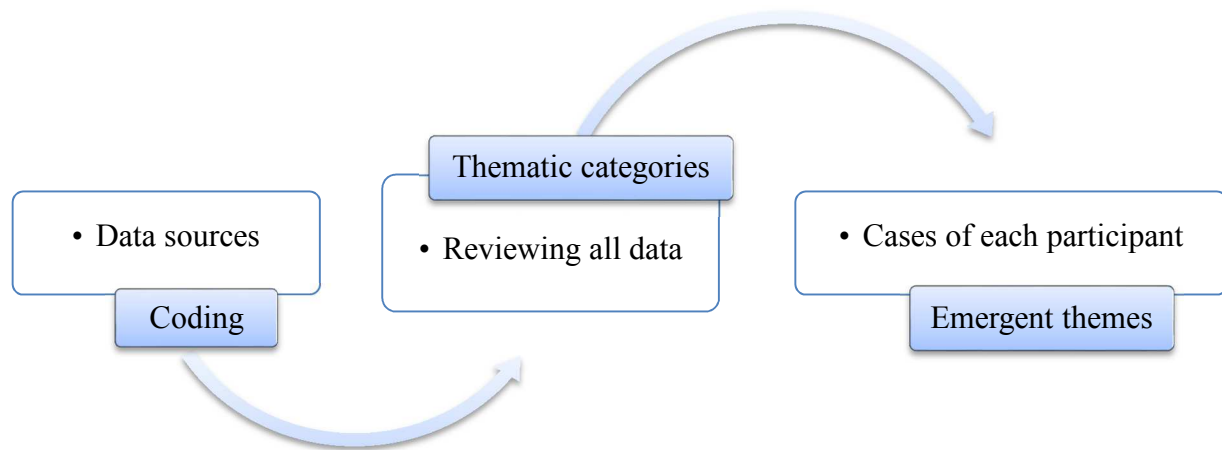 • Data sources
Coding
Thematic categories
• Reviewing all data
• Cases of each participant
Emergent themes